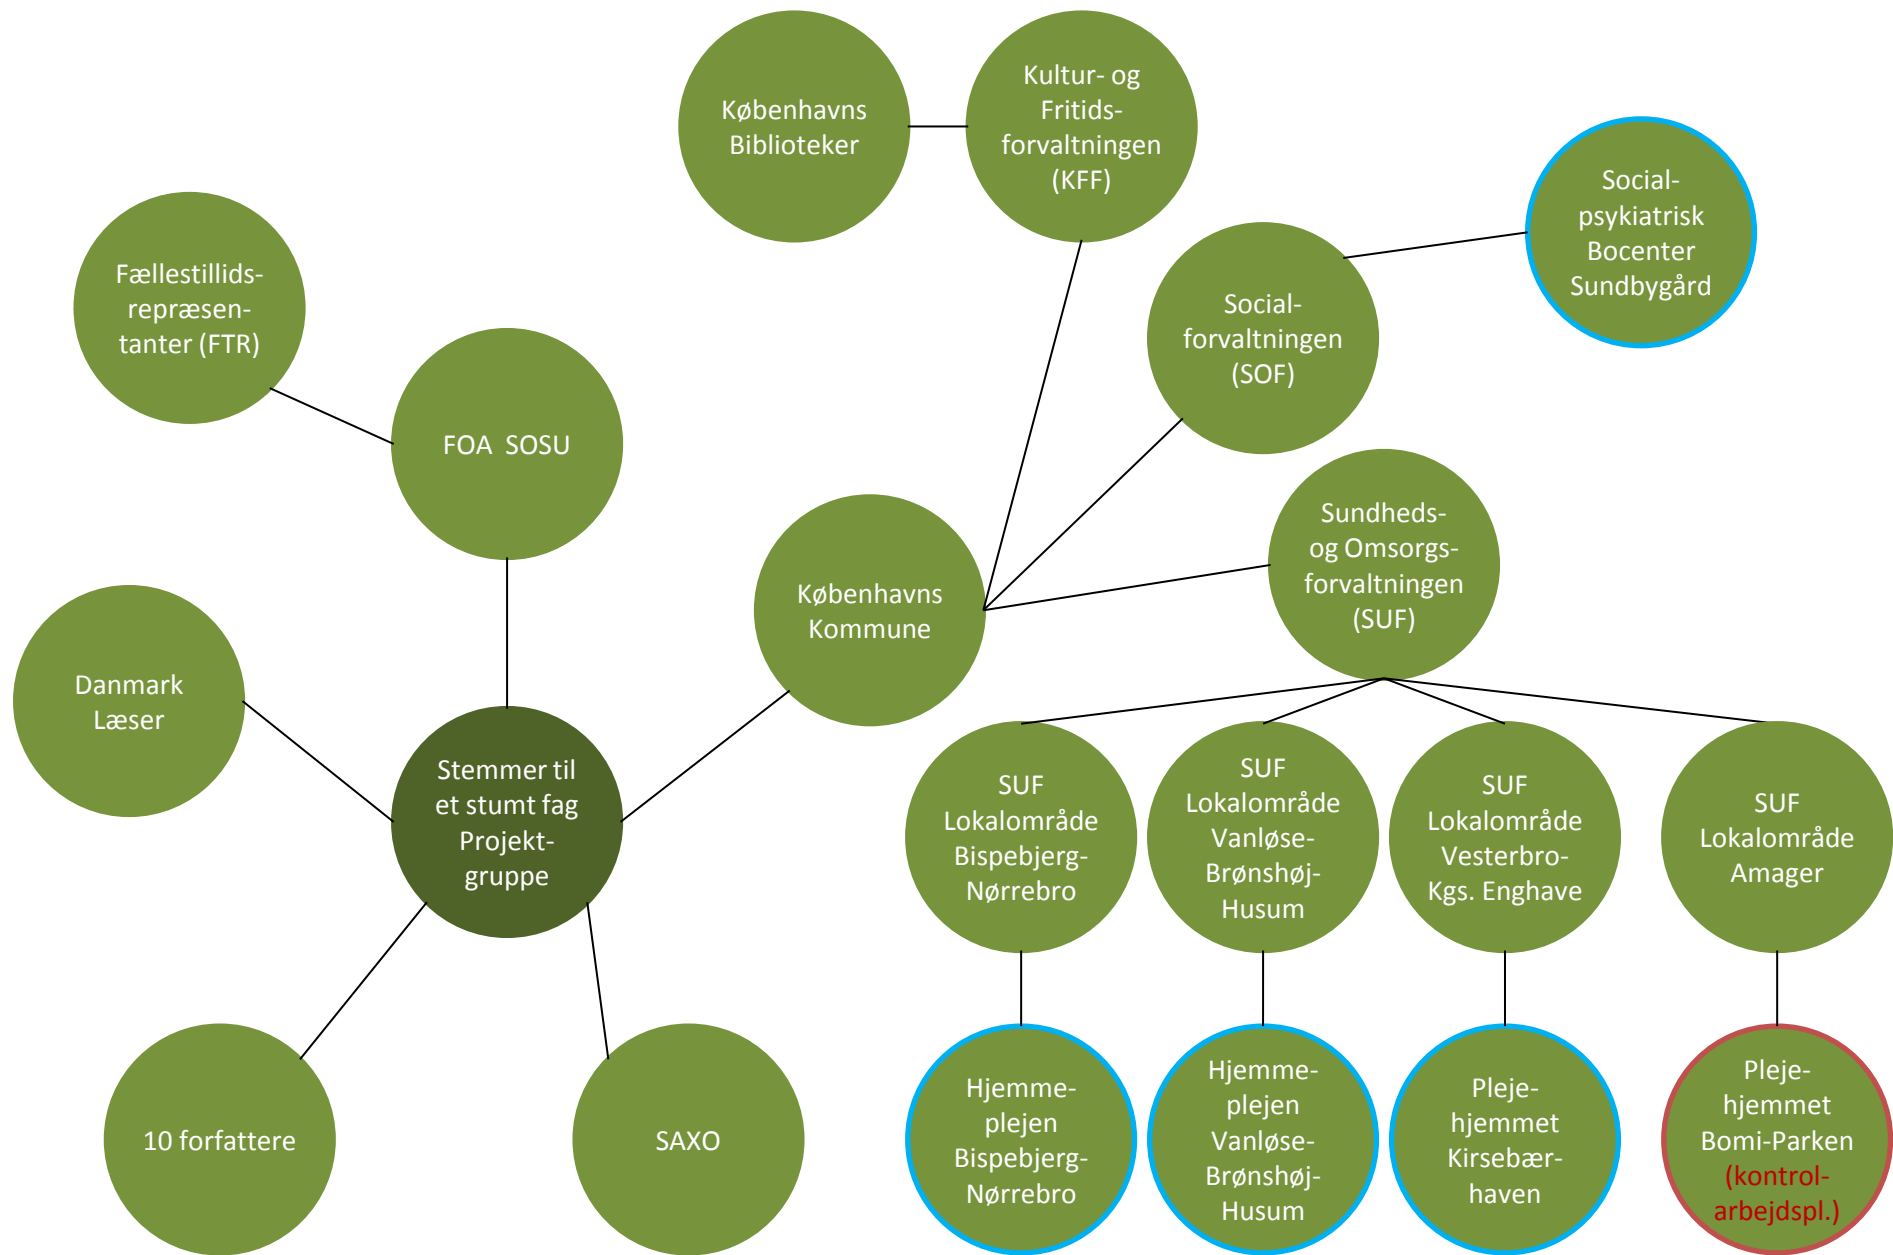 Københavns
Biblioteker
Kultur- og
Fritids-
forvaltningen
(KFF)
Social-
psykiatrisk
Bocenter
Sundbygård
Fællestillids-
repræsen-
tanter (FTR)
Social-
forvaltningen
(SOF)
FOA  SOSU
Sundheds-
og Omsorgs-
forvaltningen
(SUF)
Københavns
Kommune
Danmark
Læser
Stemmer til
et stumt fag
Projekt-
gruppe
SUF
Lokalområde
Bispebjerg-
Nørrebro
SUF
Lokalområde
Vanløse-
Brønshøj-
Husum
SUF
Lokalområde
Vesterbro-
Kgs. Enghave
SUF
Lokalområde
Amager
10 forfattere
SAXO
Hjemme-
plejen
Bispebjerg-
Nørrebro
Hjemme-
plejen
Vanløse-
Brønshøj-
Husum
Pleje-
hjemmet
Kirsebær-
haven
Pleje-
hjemmet
Bomi-Parken
(kontrol-
arbejdspl.)